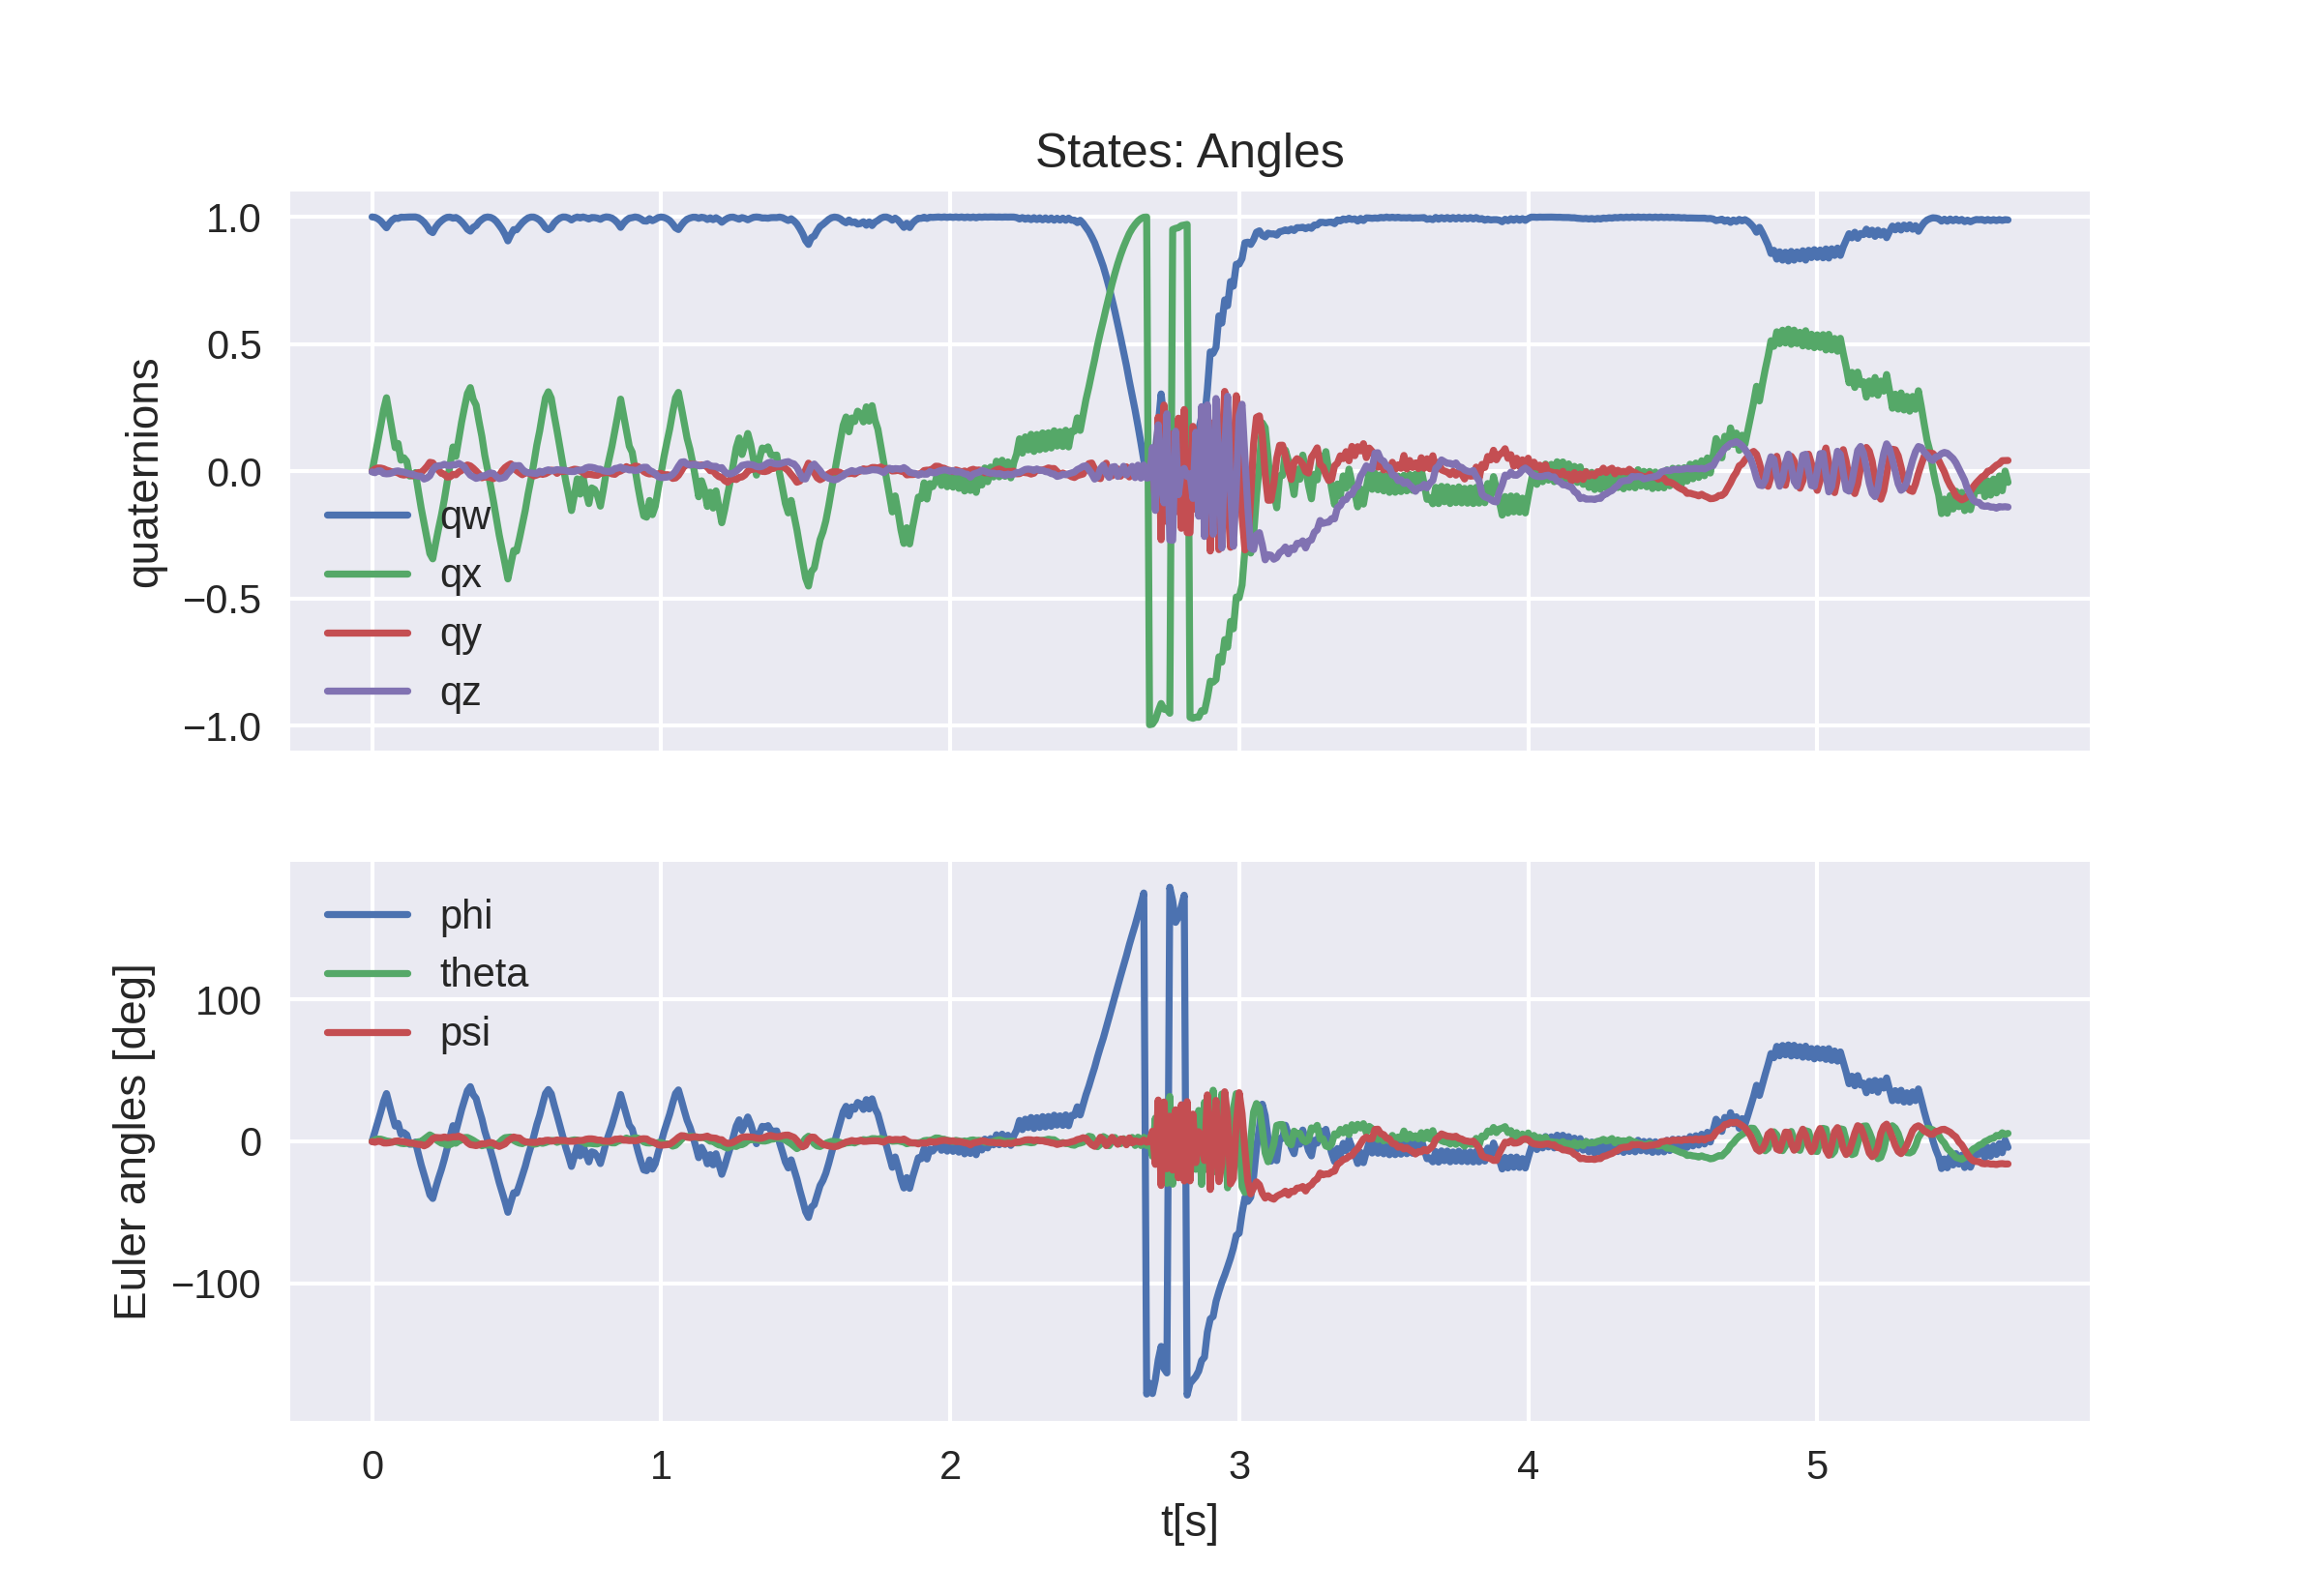 States: Angles
quaternions
1.0
0.5
0.0
−0.5
−1.0
qw
qx
qy
qz
Euler angles [deg]
100
0
−100
phi
theta
psi
0 1 2 3 4 5
t[s]